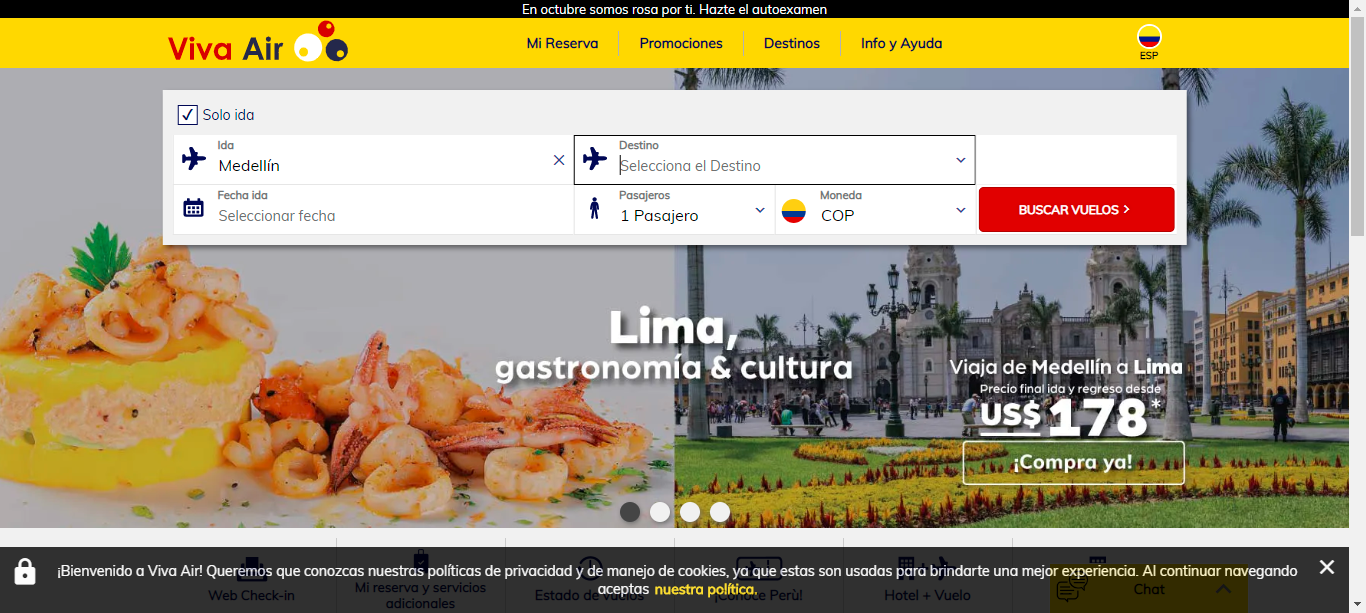 En octubre somos rosa por ti. Hazte el autoexamen
Viva Air
Mi Reserva
Promociones
Destinos
Info y Ayuda
ESP
Solo ida
Ida
Medellín
Destino
Selecciona el Destino
Fecha ida
Seleccionar fecha
Pasajeros
1 Pasajero
Moneda
COP
BUSCAR VUELOS
Lima,
gastronomía & cultura
Viaja de Medellín a Lima
Precio final ida y regreso desde
US$ 178*
¡Compra ya!
¡Bienvenido a Viva Air! Queremos que conozcas nuestras políticas de privacidad y de manejo de cookies, ya que estas son usadas para brindarte una mejor experiencia. Al continuar navegando
aceptas nuestra política.
Web Check-in
Mi reserva y servicios
adicionales
Estado de vuelos
¡Conoce Perú!
Hotel + Vuelo
Chat